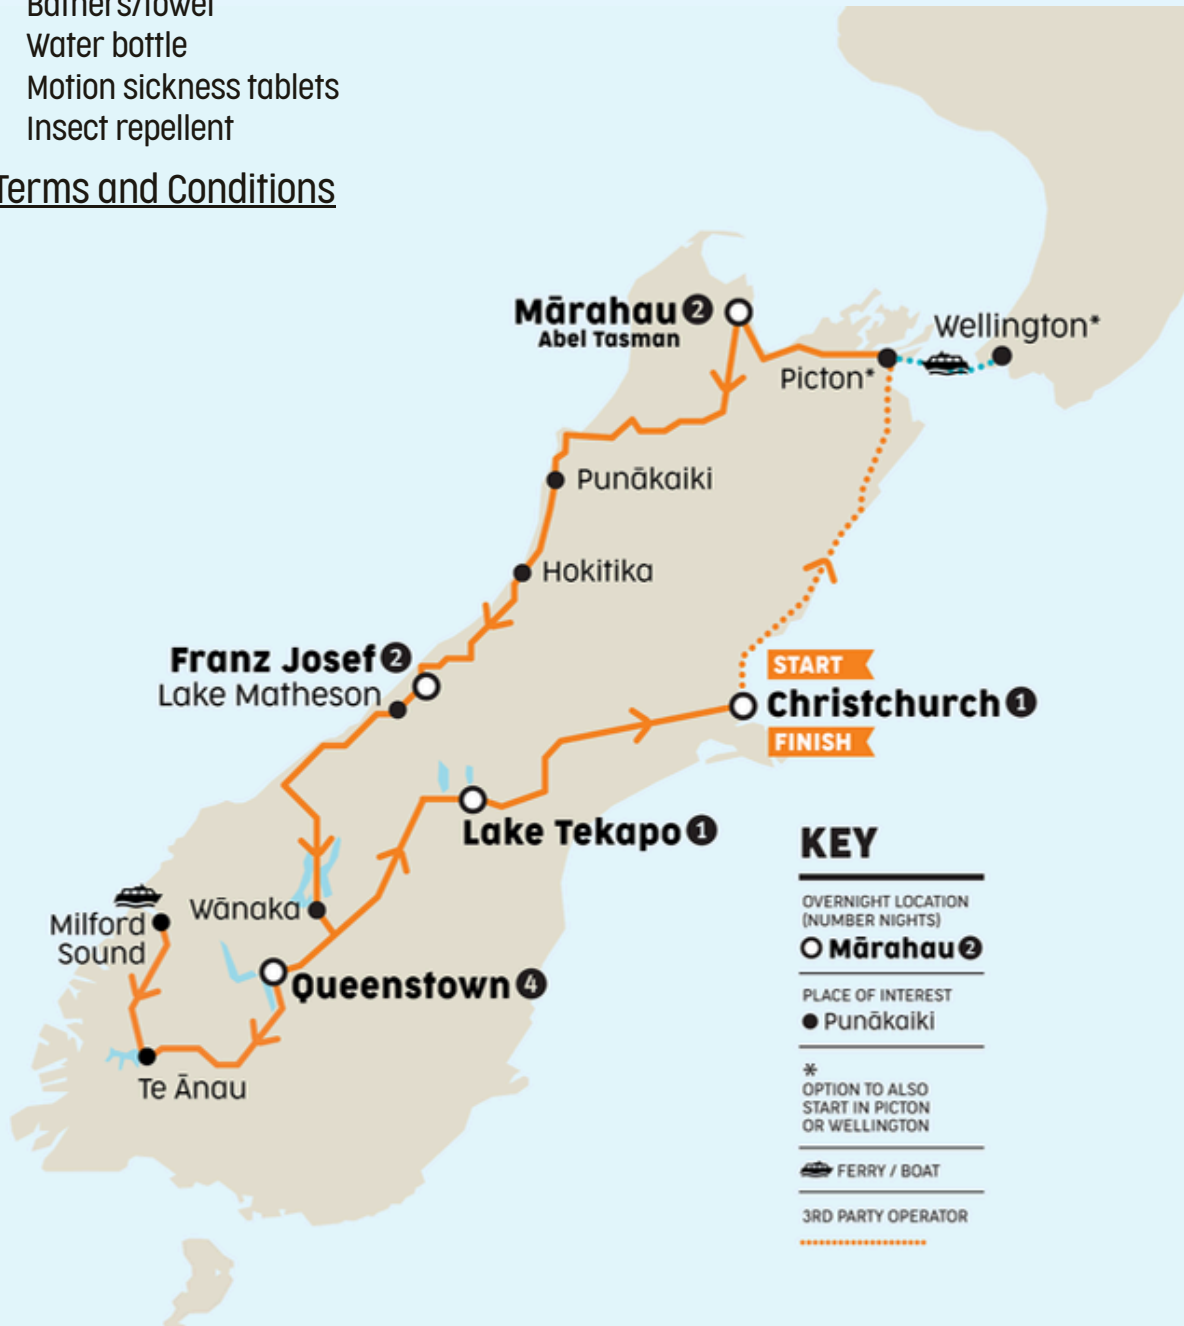 Bathers/towel
Water bottle
Motion sickness tablets
Insect repellent
Terms and Conditions
Mārahau 2
Abel Tasman
Wellington*
Picton*
Punākaiki
Hokitika
Franz Josef 2
Lake Matheson
START
Christchurch 1
FINISH
Lake Tekapo 1
Wānaka
Milford
Sound
Queenstown 4
Te Ānau
KEY
OVERNIGHT LOCATION
(NUMBER NIGHTS)
Mārahau 2
PLACE OF INTEREST
Punākaiki
*
OPTION TO ALSO
START IN PICTON
OR WELLINGTON
FERRY / BOAT
3RD PARTY OPERATOR